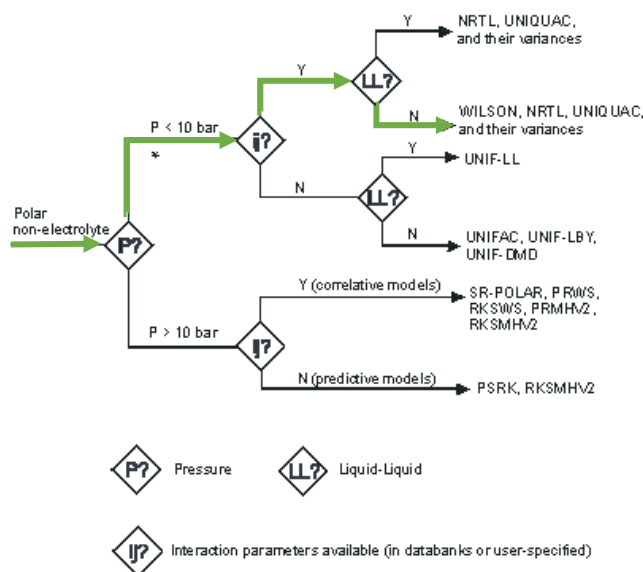 Y
NRTL, UNIQUAC,
and their variances
Y
LL?
P < 10 bar
ij?
N
WILSON, NRTL, UNIQUAC,
and their variances
*
Y
UNIF-LL
N
LL?
Polar
non-electrolyte
P?
N
UNIFAC, UNIF-LBY,
UNIF-DMD
Y (correlative models)
SR-POLAR, PRWS,
RKSWS, PRMHV2,
RKSMHV2
P > 10 bar
IJ?
N (predictive models)
PSRK, RKSMHV2
P?
Pressure
LL?
Liquid-Liquid
IJ?
Interaction parameters available (in databanks or user-specified)